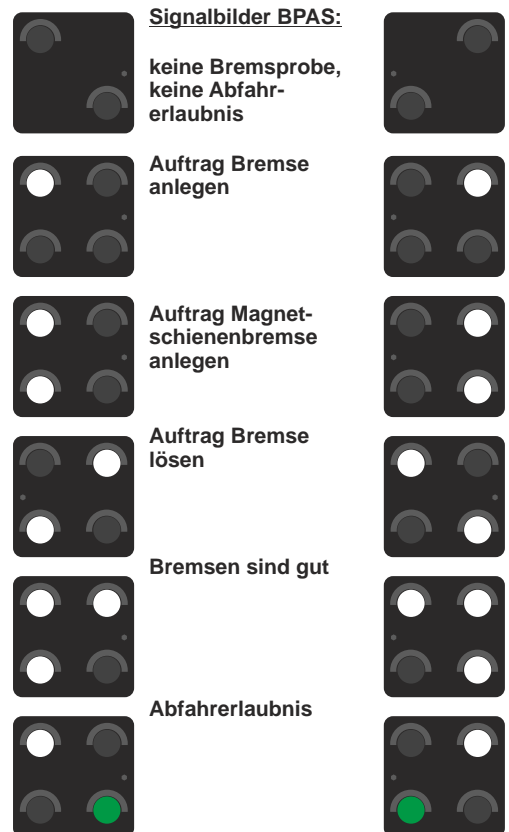 Signalbilder BPAS:
keine Bremsprobe,
keine Abfahr-
erlaubnis
Auftrag Bremse
anlegen
Auftrag Magnet-
schienenbremse
anlegen
Auftrag Bremse
lösen
Bremsen sind gut
Abfahrerlaubnis